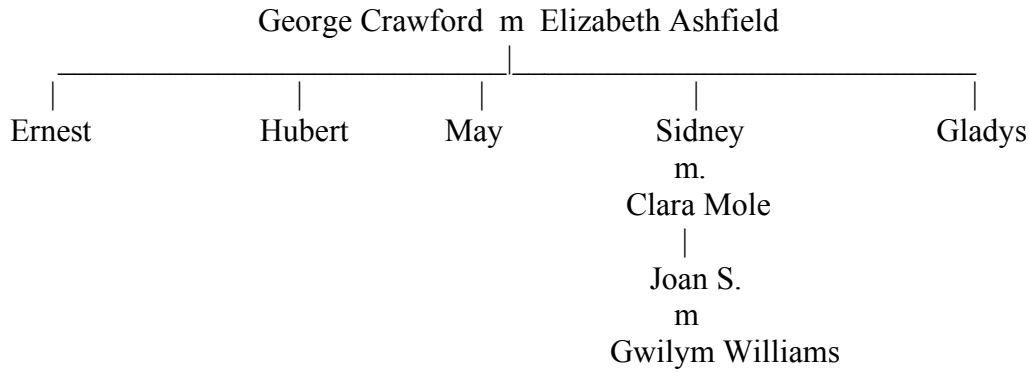 George Crawford m Elizabeth Ashfield
Ernest Hubert May Sidney Gladys
m.
Clara Mole
Joan S.
m
Gwilym Williams